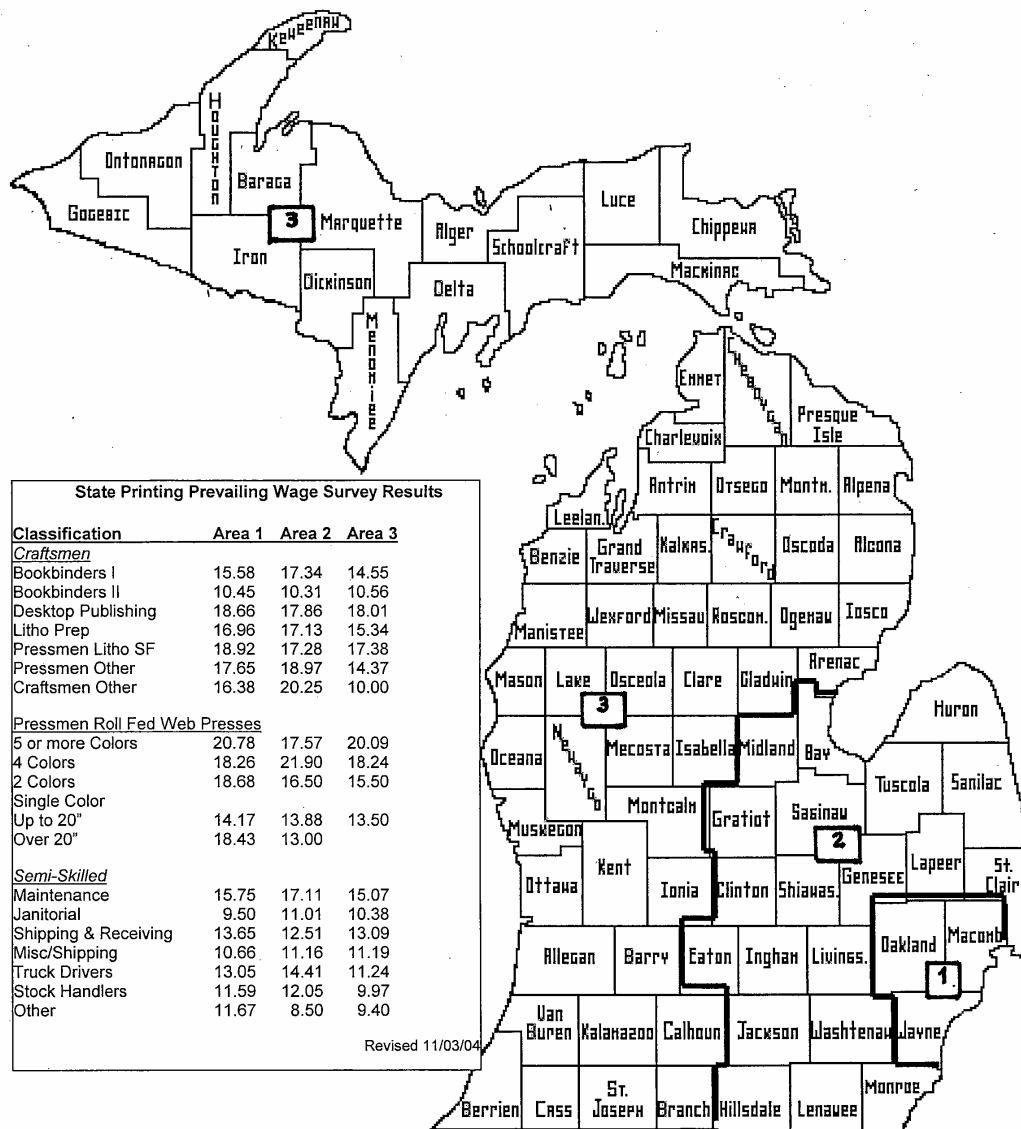 Keweenaw
Houghton
Ontonagon
Baraga
Gogebic
3
Marquette
Luce
Alger
Chippewa
Schoolcraft
Iron
Mackinac
Dickinson
Delta
Menomiee
Emmet
Cheboygan
Presque
Isle
Charlevoix
Antrim
Otsego
Montm.
Alpena
Leelan.
Benzie
Grand
Traverse
Kalkas.
Crawford
Oscoda
Alcona
Manistee
Wexford
Missau
Roscom.
Ogemaw
Iosco
Arenac
Mason
Lake
Osceola
Clare
Gladwin
3
Huron
Oceana
Newaygo
Mecosta
Isabella
Midland
Bay
Tuscola
Sanilac
Montcalm
Gratiot
Saginaw
Muskegon
2
Kent
Ottawa
Ionia
Clinton
Shiawas.
Genesee
Lapeer
St.
Clair
Allegan
Barry
Eaton
Ingham
Livings.
Oakland
Macomb
1
Van
Buren
Kalamazoo
Calhoun
Jackson
Washtenaw
Wayne
Berrien
Cass
St.
Joseph
Branch
Hillsdale
Lenawee
Monroe
State Printing Prevailing Wage Survey Results
Classification Area 1 Area 2 Area 3
Craftsmen
Bookbinders I 15.58 17.34 14.55
Bookbinders II 10.45 10.31 10.56
Desktop Publishing 18.66 17.86 18.01
Litho Prep 16.96 17.13 15.34
Pressmen Litho SF 18.92 17.28 17.38
Pressmen Other 17.65 18.97 14.37
Craftsmen Other 16.38 20.25 10.00
Pressmen Roll Fed Web Presses
5 or more Colors 20.78 17.57 20.09
4 Colors 18.26 21.90 18.24
2 Colors 18.68 16.50 15.50
Single Color
Up to 20” 14.17 13.88 13.50
Over 20” 18.43 13.00
Semi-Skilled
Maintenance 15.75 17.11 15.07
Janitorial 9.50 11.01 10.38
Shipping & Receiving 13.65 12.51 13.09
Misc/Shipping 10.66 11.16 11.19
Truck Drivers 13.05 14.41 11.24
Stock Handlers 11.59 12.05 9.97
Other 11.67 8.50 9.40
Revised 11/03/04